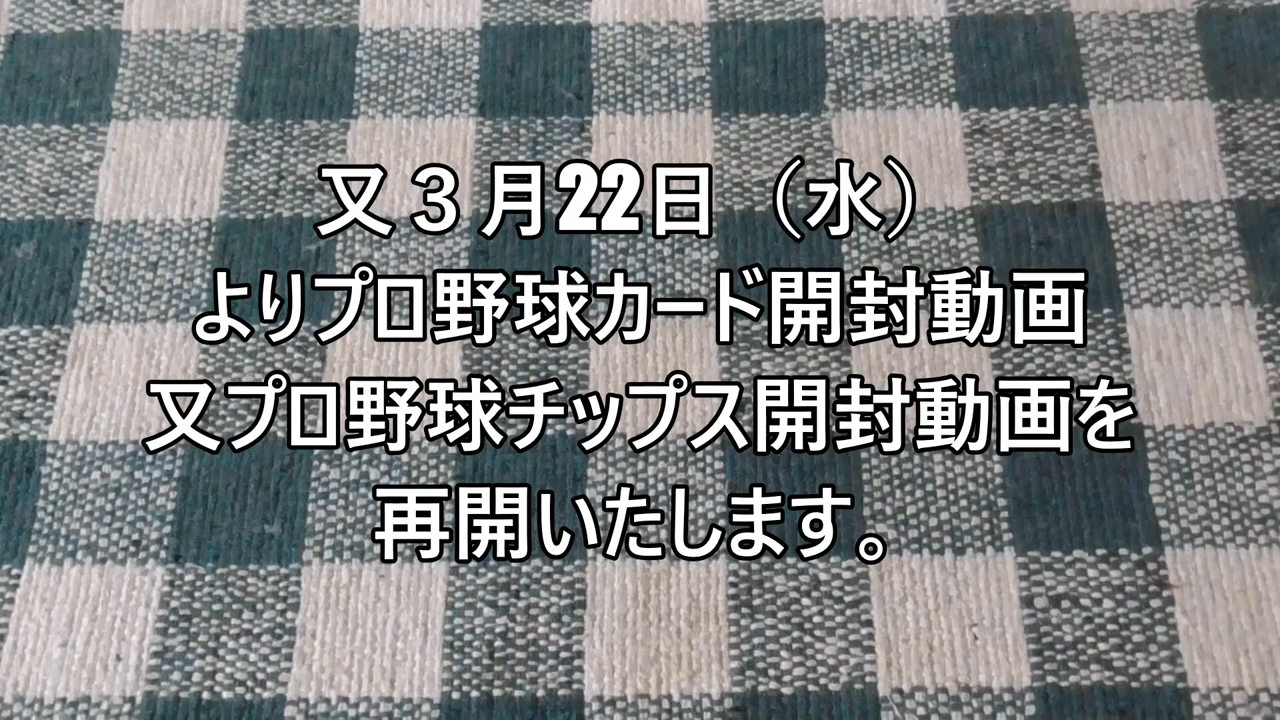 又３月22日（水）
よりプロ野球カード開封動画
又プロ野球チップス開封動画を
再開いたします。